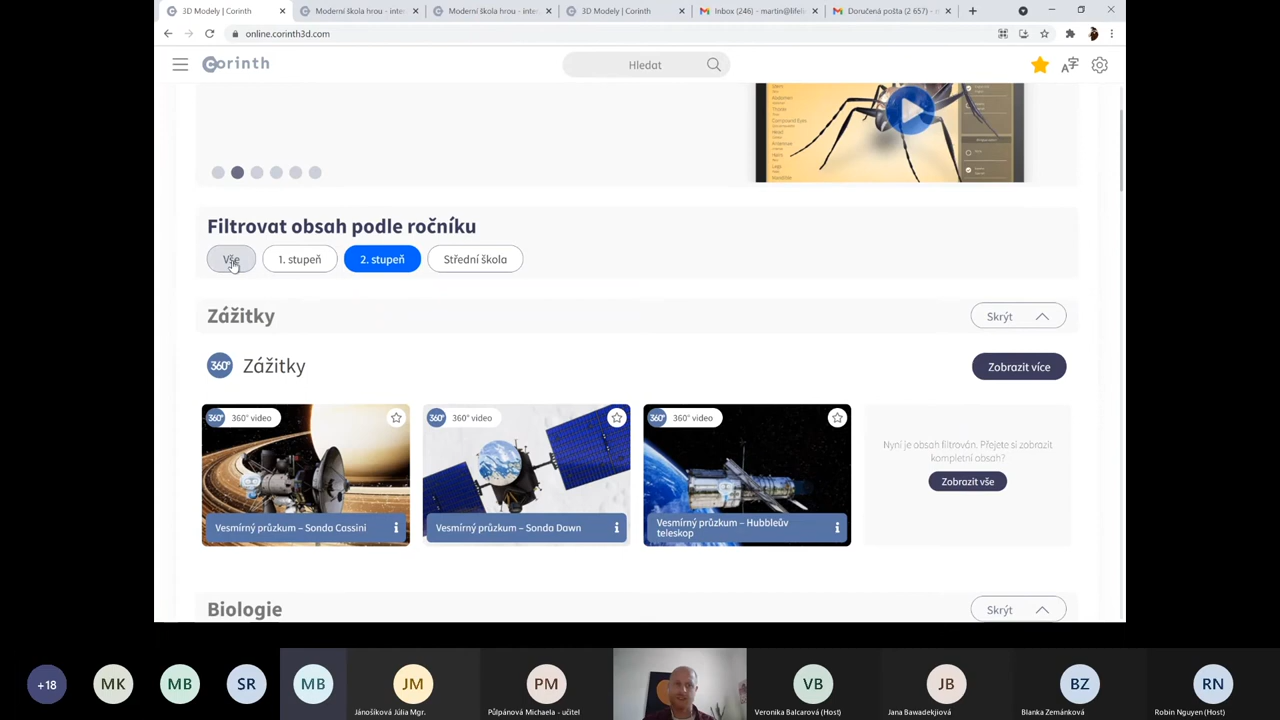 3D Modely | Corinth
Moderní škola hrou - inte
Moderní škola hrou - inte
3D Modely | Corinth
Inbox (246) - martin@lifeli
Doručená pošta (2 657) -
online.corinth3d.com
Corinth
Hledat
Filtrovat obsah podle ročníku
Vše
1. stupeň
2. stupeň
Střední škola
Zážitky
Skrýt
360°
Zážitky
Zobrazit více
360°
360° video
360°
360° video
360°
360° video
Nyní je obsah filtrován. Přejete si zobrazit
kompletní obsah?
Zobrazit vše
Vesmírný průzkum – Sonda Cassini
Vesmírný průzkum – Sonda Dawn
Vesmírný průzkum – Hubbleův
teleskop
Biologie
Skrýt
+18
MK
MB
SR
MB
JM
PM
VB
JB
BZ
RN
Jánošíková Júlia Mgr.
Půlpánová Michaela - učitel
Veronika Balcarová (Host)
Jana Bawadekjiová
Blanka Zemánková
Robin Nguyen (Host)